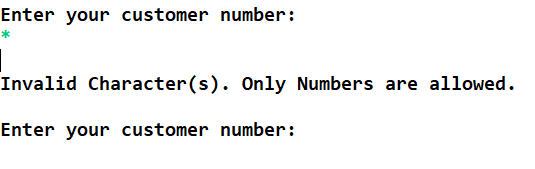 Enter your customer number:
*
Invalid Character(s). Only Numbers are allowed.
Enter your customer number: